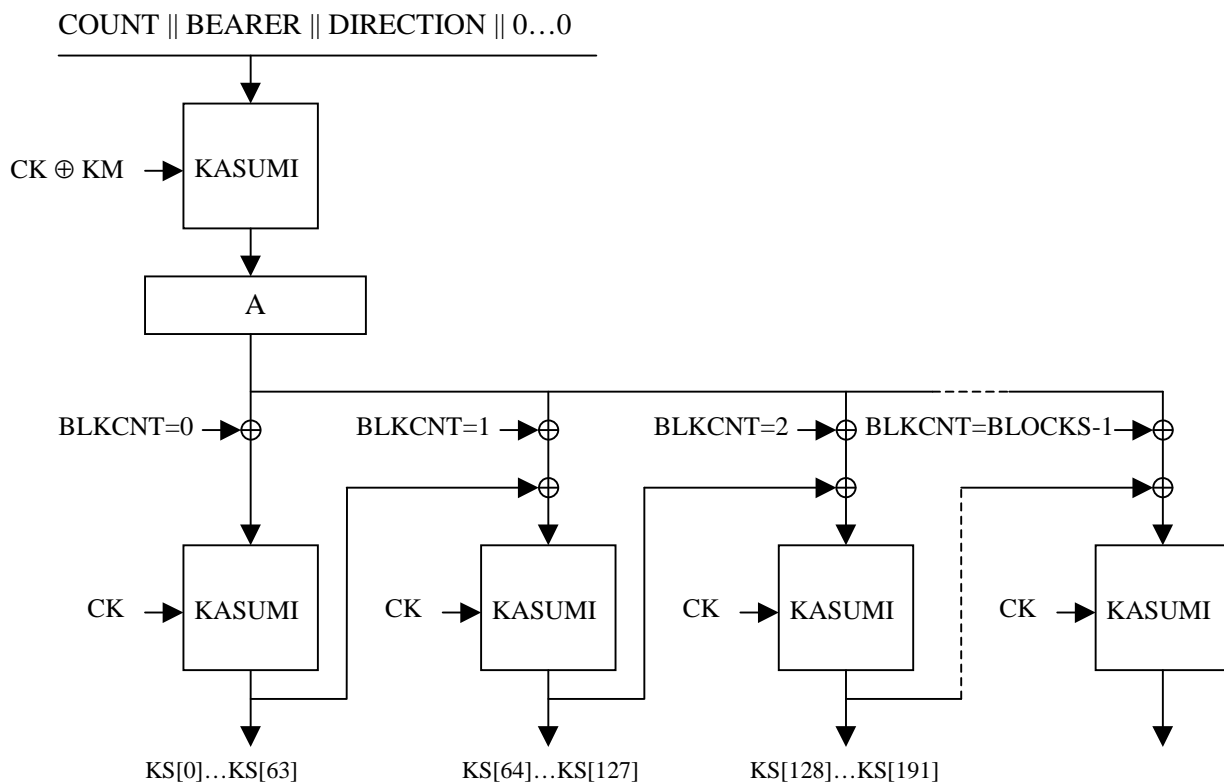 COUNT || BEARER || DIRECTION || 0…0
CK ⊕ KM
KASUMI
A
BLKCNT=0
BLKCNT=1
BLKCNT=2
BLKCNT=BLOCKS-1
CK
KASUMI
CK
KASUMI
CK
KASUMI
CK
KASUMI
KS[0]…KS[63]
KS[64]…KS[127]
KS[128]…KS[191]